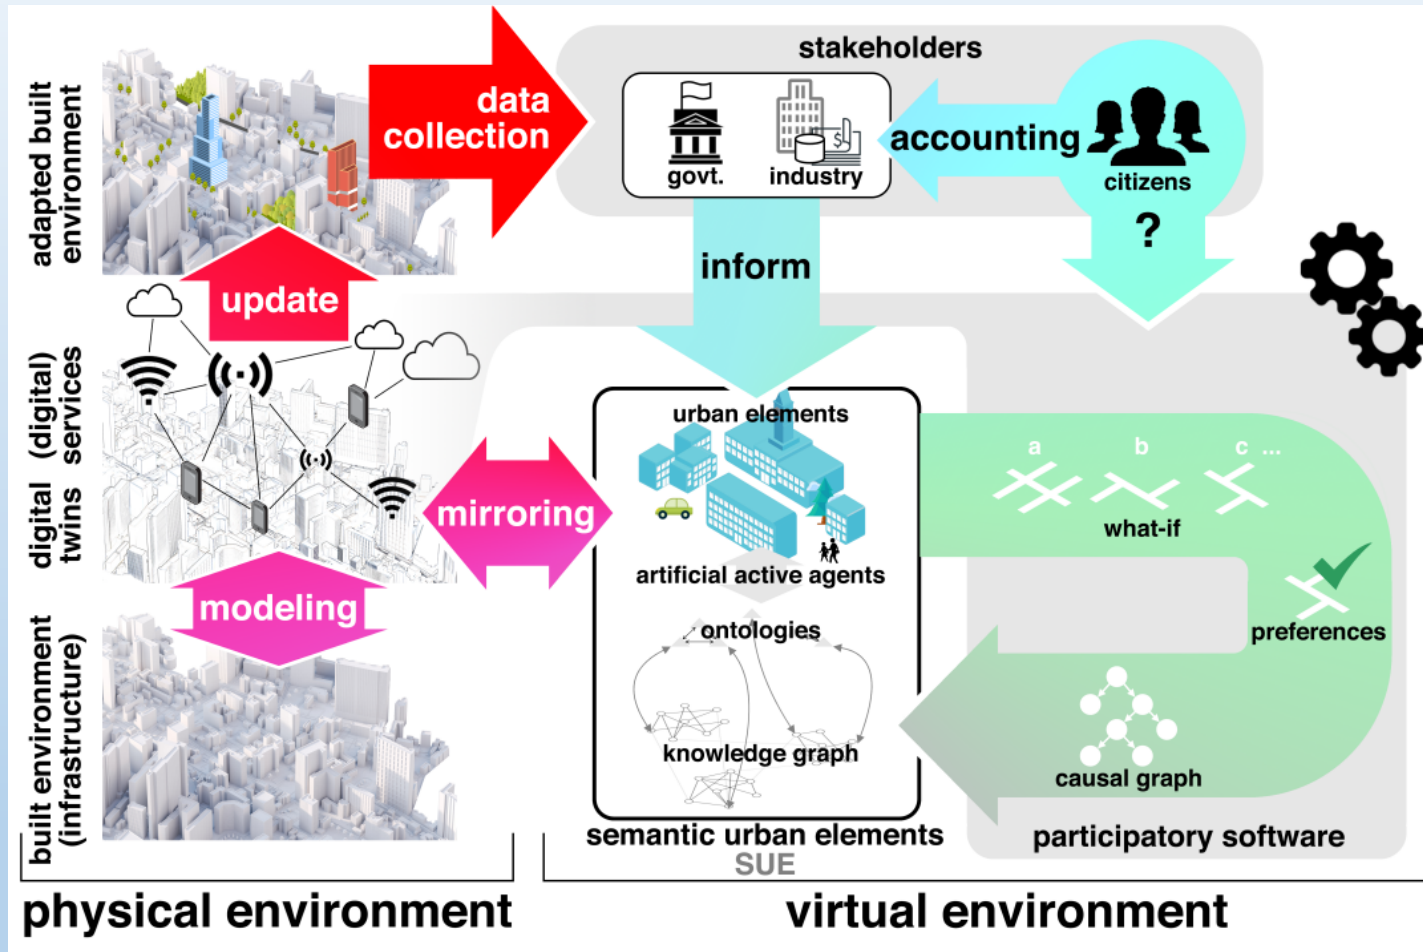 adapted built
environment
(digital)
services
digital
twins
built environment
(infrastructure)
data
collection
update
modeling
mirroring
stakeholders
govt.
industry
$
accounting
citizens
?
inform
urban elements
artificial active agents
ontologies
knowledge graph
semantic urban elements
SUE
a b c ...
what-if
preferences
causal graph
participatory software
physical environment
virtual environment